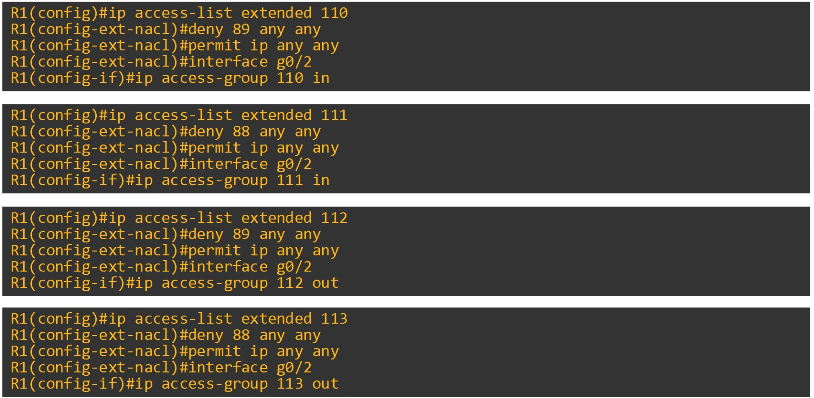 R1(config)#ip access-list extended 110
R1(config-ext-nacl)#deny 89 any any
R1(config-ext-nacl)#permit ip any any
R1(config-ext-nacl)#interface g0/2
R1(config-if)#ip access-group 110 in
R1(config)#ip access-list extended 111
R1(config-ext-nacl)#deny 88 any any
R1(config-ext-nacl)#permit ip any any
R1(config-ext-nacl)#interface g0/2
R1(config-if)#ip access-group 111 in
R1(config)#ip access-list extended 112
R1(config-ext-nacl)#deny 89 any any
R1(config-ext-nacl)#permit ip any any
R1(config-ext-nacl)#interface g0/2
R1(config-if)#ip access-group 112 out
R1(config)#ip access-list extended 113
R1(config-ext-nacl)#deny 88 any any
R1(config-ext-nacl)#permit ip any any
R1(config-ext-nacl)#interface g0/2
R1(config-if)#ip access-group 113 out